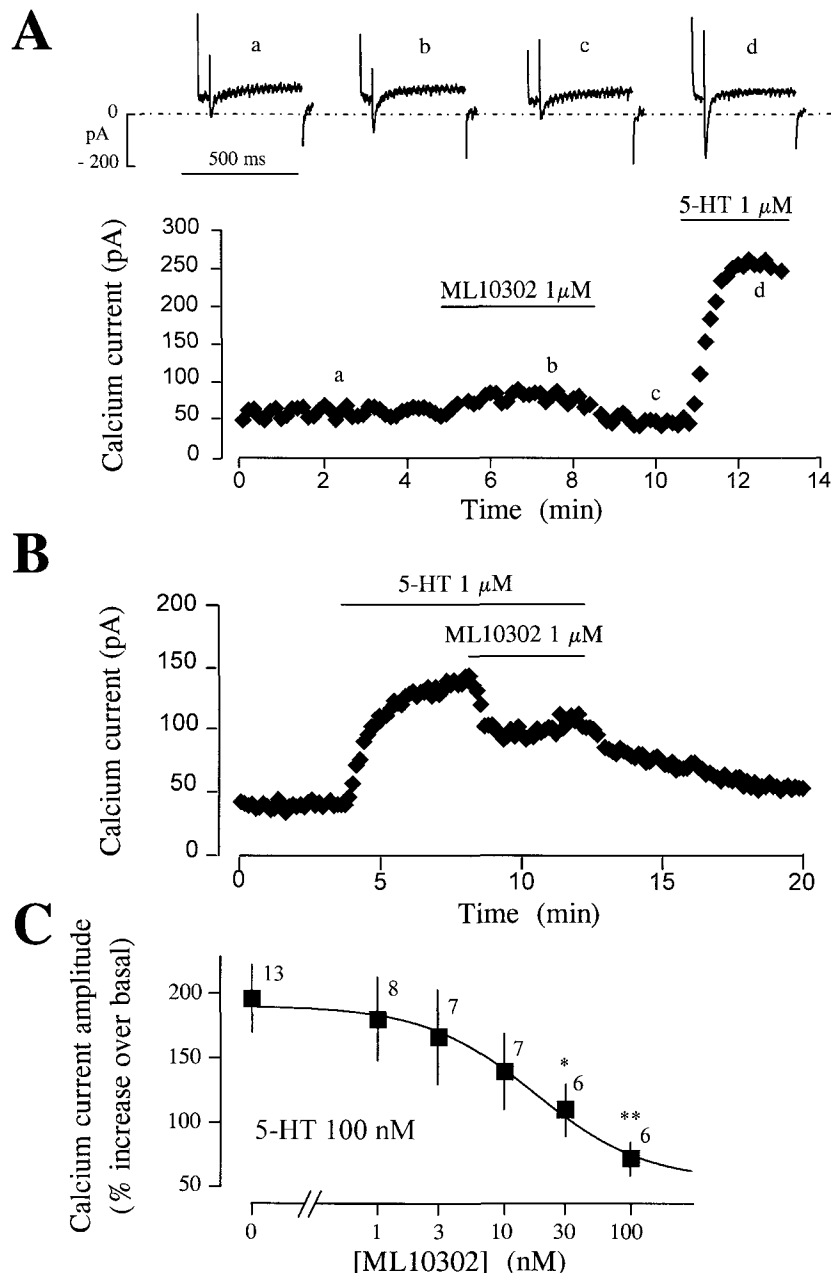 A
a b c d
0
pA
- 200
500 ms
5-HT 1 μM
300
250
200
150
100
50
0
Calcium current (pA)
ML10302 1μM
a
b
c
d
0 2 4 6 8 10 12 14
Time (min)
B
5-HT 1 μM
ML10302 1 μM
200
150
100
50
0
Calcium current (pA)
0 5 10 15 20
Time (min)
C
Calcium current amplitude
(% increase over basal)
200
150
100
50
13
8
7
7
*
6
**
6
5-HT 100 nM
0 1 3 10 30 100
[ML10302] (nM)